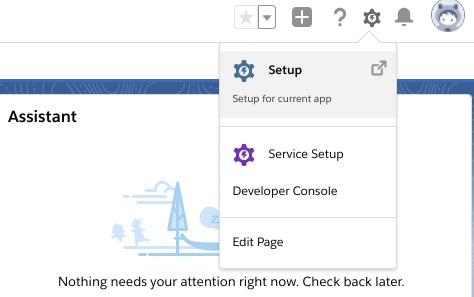 ?
Setup
Setup for current app
Assistant
Service Setup
Developer Console
Z
Edit Page
Nothing needs your attention right now. Check back later.